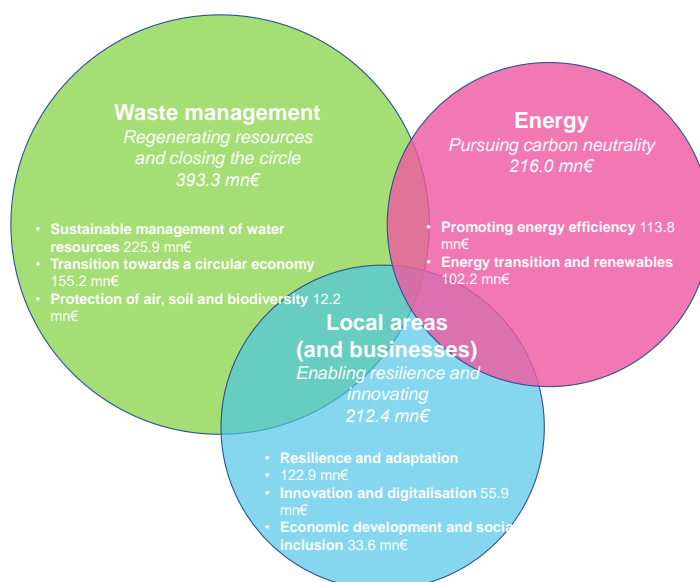 Waste management
Regenerating resources
and closing the circle
393.3 mn€
• Sustainable management of water
resources 225.9 mn€
• Transition towards a circular economy
155.2 mn€
• Protection of air, soil and biodiversity 12.2
mn€
Energy
Pursuing carbon neutrality
216.0 mn€
• Promoting energy efficiency 113.8
mn€
• Energy transition and renewables
102.2 mn€
Local areas
(and businesses)
Enabling resilience and
innovating
212.4 mn€
• Resilience and adaptation
• 122.9 mn€
• Innovation and digitalisation 55.9
mn€
• Economic development and social
inclusion 33.6 mn€